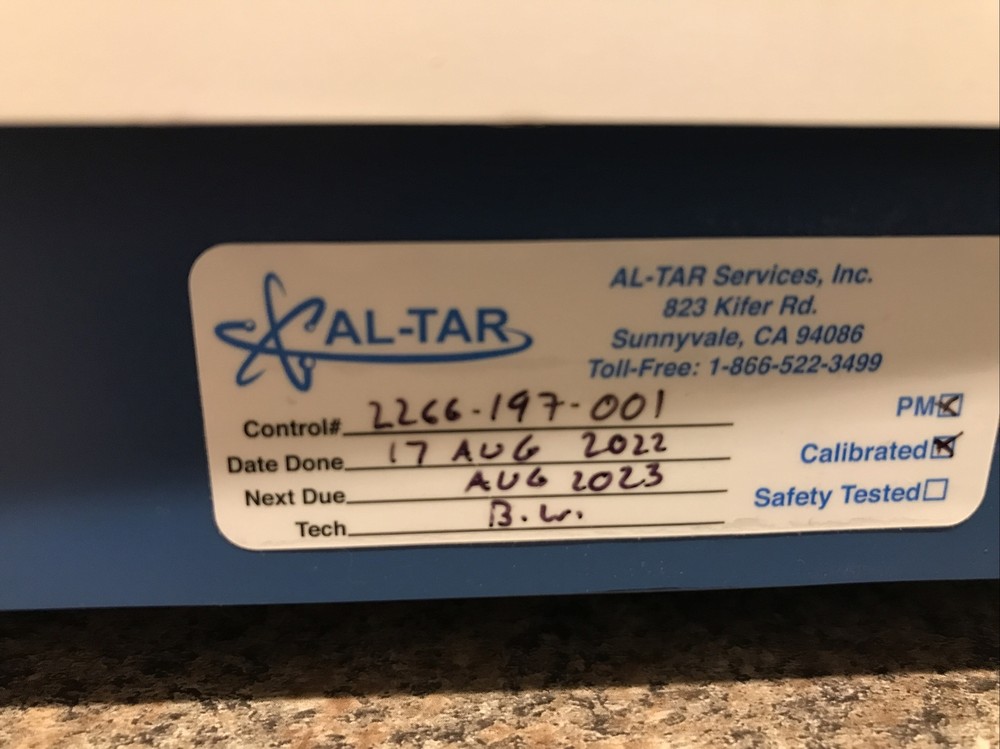 AL-TAR
AL-TAR Services, Inc.
823 Kifer Rd.
Sunnyvale, CA 94086
Toll-Free: 1-866-522-3499
Control# 2266-197-001
Date Done 17 AUG 2022
Next Due AUG 2023
Tech B.W.
PM
Calibrated
Safety Tested